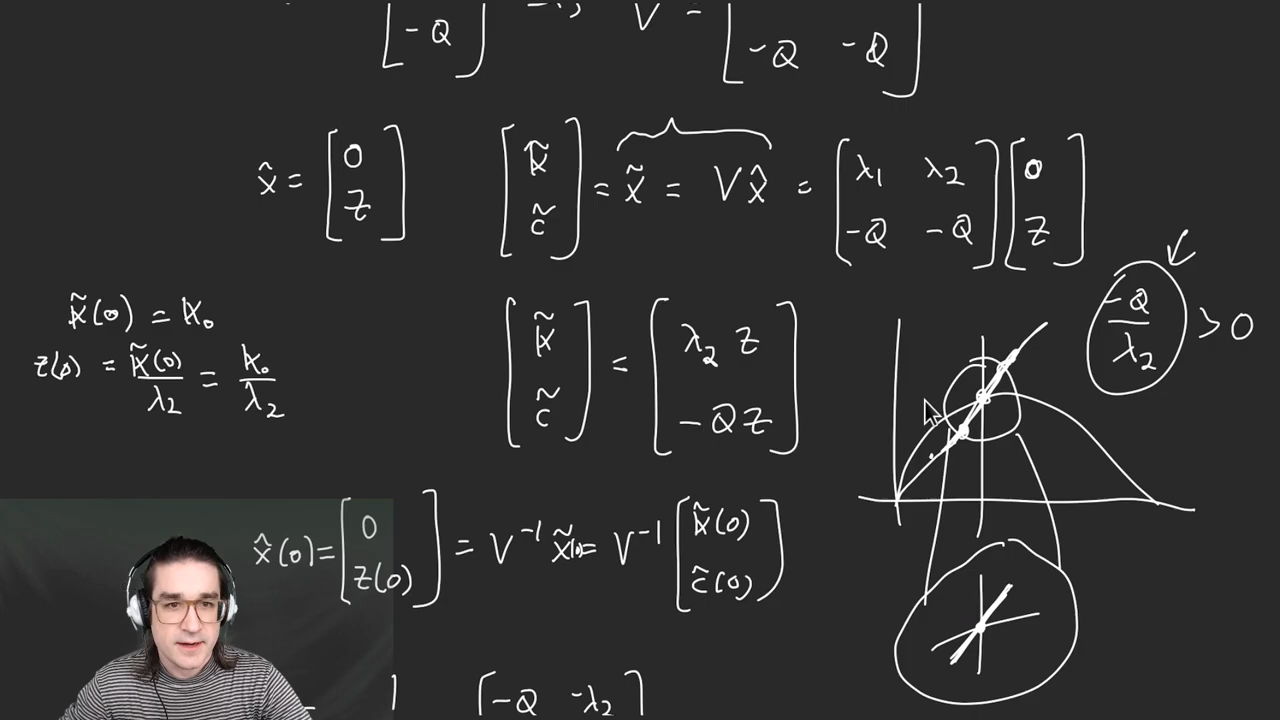 [ -Q ] V = [ -Q -Q ]
x̂ = [ 0 z ] [ k̃ c̃ ] = x̃ = V x̂ = [ λ₁ λ₂ -Q -Q ] [ 0 z ]
k̃(0) = k₀
z(0) = k̃(0)/λ₂ = k₀/λ₂
[ k̃ c̃ ] = [ λ₂ z -Q z ]
-Q/λ₂ > 0
x̂(0) = [ 0 z(0) ] = V⁻¹ x̃(0) = V⁻¹ [ k̃(0) c̃(0) ]
1 [ -Q -λ₂ ]